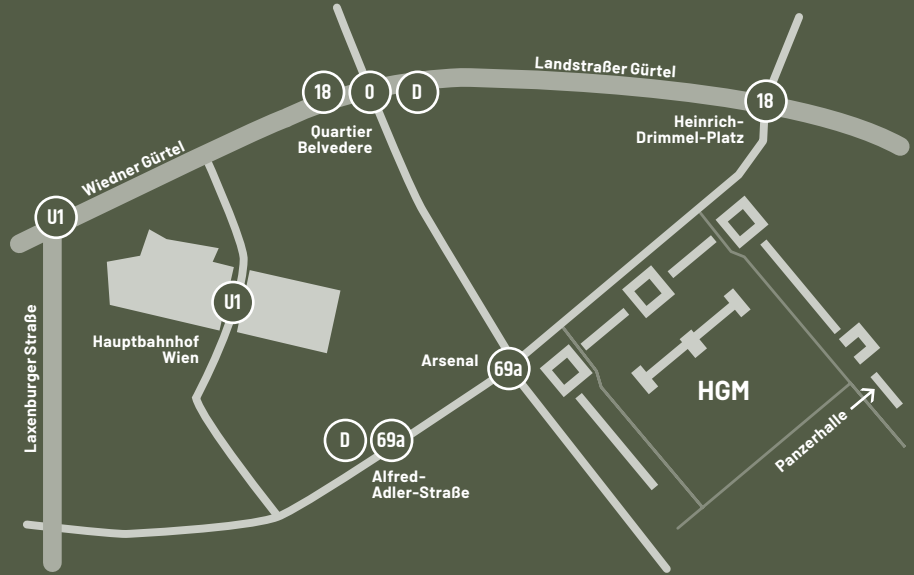 Landstraßer Gürtel
18
O
D
18
Quartier
Belvedere
Heinrich-
Drimmel-Platz
Wiedner Gürtel
U1
U1
Laxenburger Straße
Hauptbahnhof
Wien
Arsenal
69a
HGM
Panzerhalle
D
69a
Alfred-
Adler-Straße